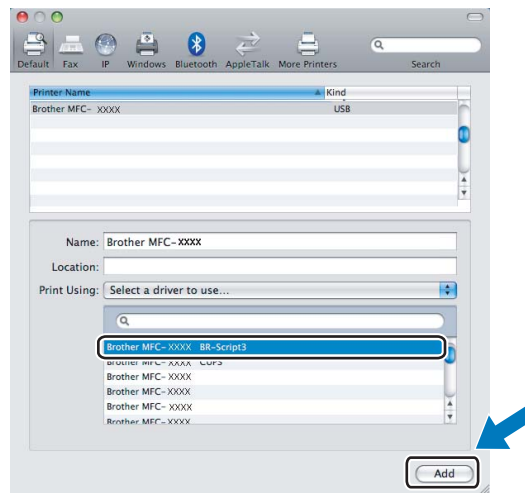 Default Fax IP Windows Bluetooth AppleTalk More Printers Search
Printer Name Kind
Brother MFC- XXXX USB
Name: Brother MFC-XXXX
Location:
Print Using: Select a driver to use...
Brother MFC- XXXX BR-Script3
Brother MFC- XXXX CUPS
Brother MFC- XXXX
Brother MFC- XXXX
Brother MFC- XXXX
Brother MFC-XXXX
Add